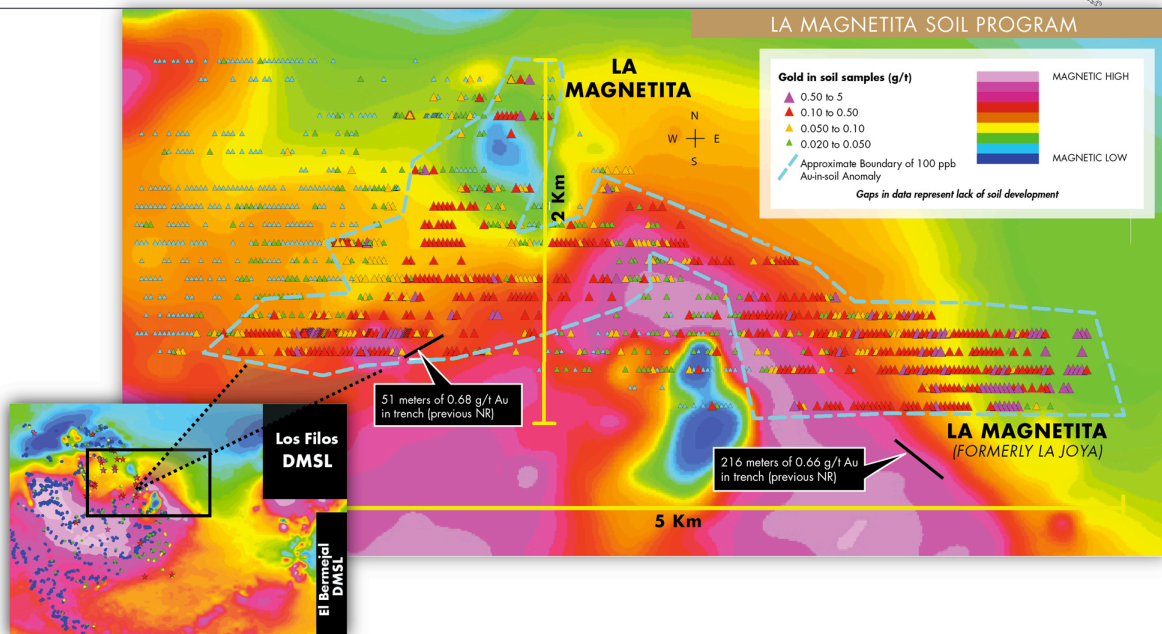 LA MAGNETITA SOIL PROGRAM
LA
MAGNETITA
N
W E
S
Gold in soil samples (g/t)
0.50 to 5
0.10 to 0.50
0.050 to 0.10
0.020 to 0.050
Approximate Boundary of 100 ppb
Au-in-soil Anomaly
MAGNETIC HIGH
MAGNETIC LOW
Gaps in data represent lack of soil development
2 Km
51 meters of 0.68 g/t Au
in trench (previous NR)
Los Filos
DMSL
El Bermejal
DMSL
216 meters of 0.66 g/t Au
in trench (previous NR)
LA MAGNETITA
(FORMERLY LA JOYA)
5 Km